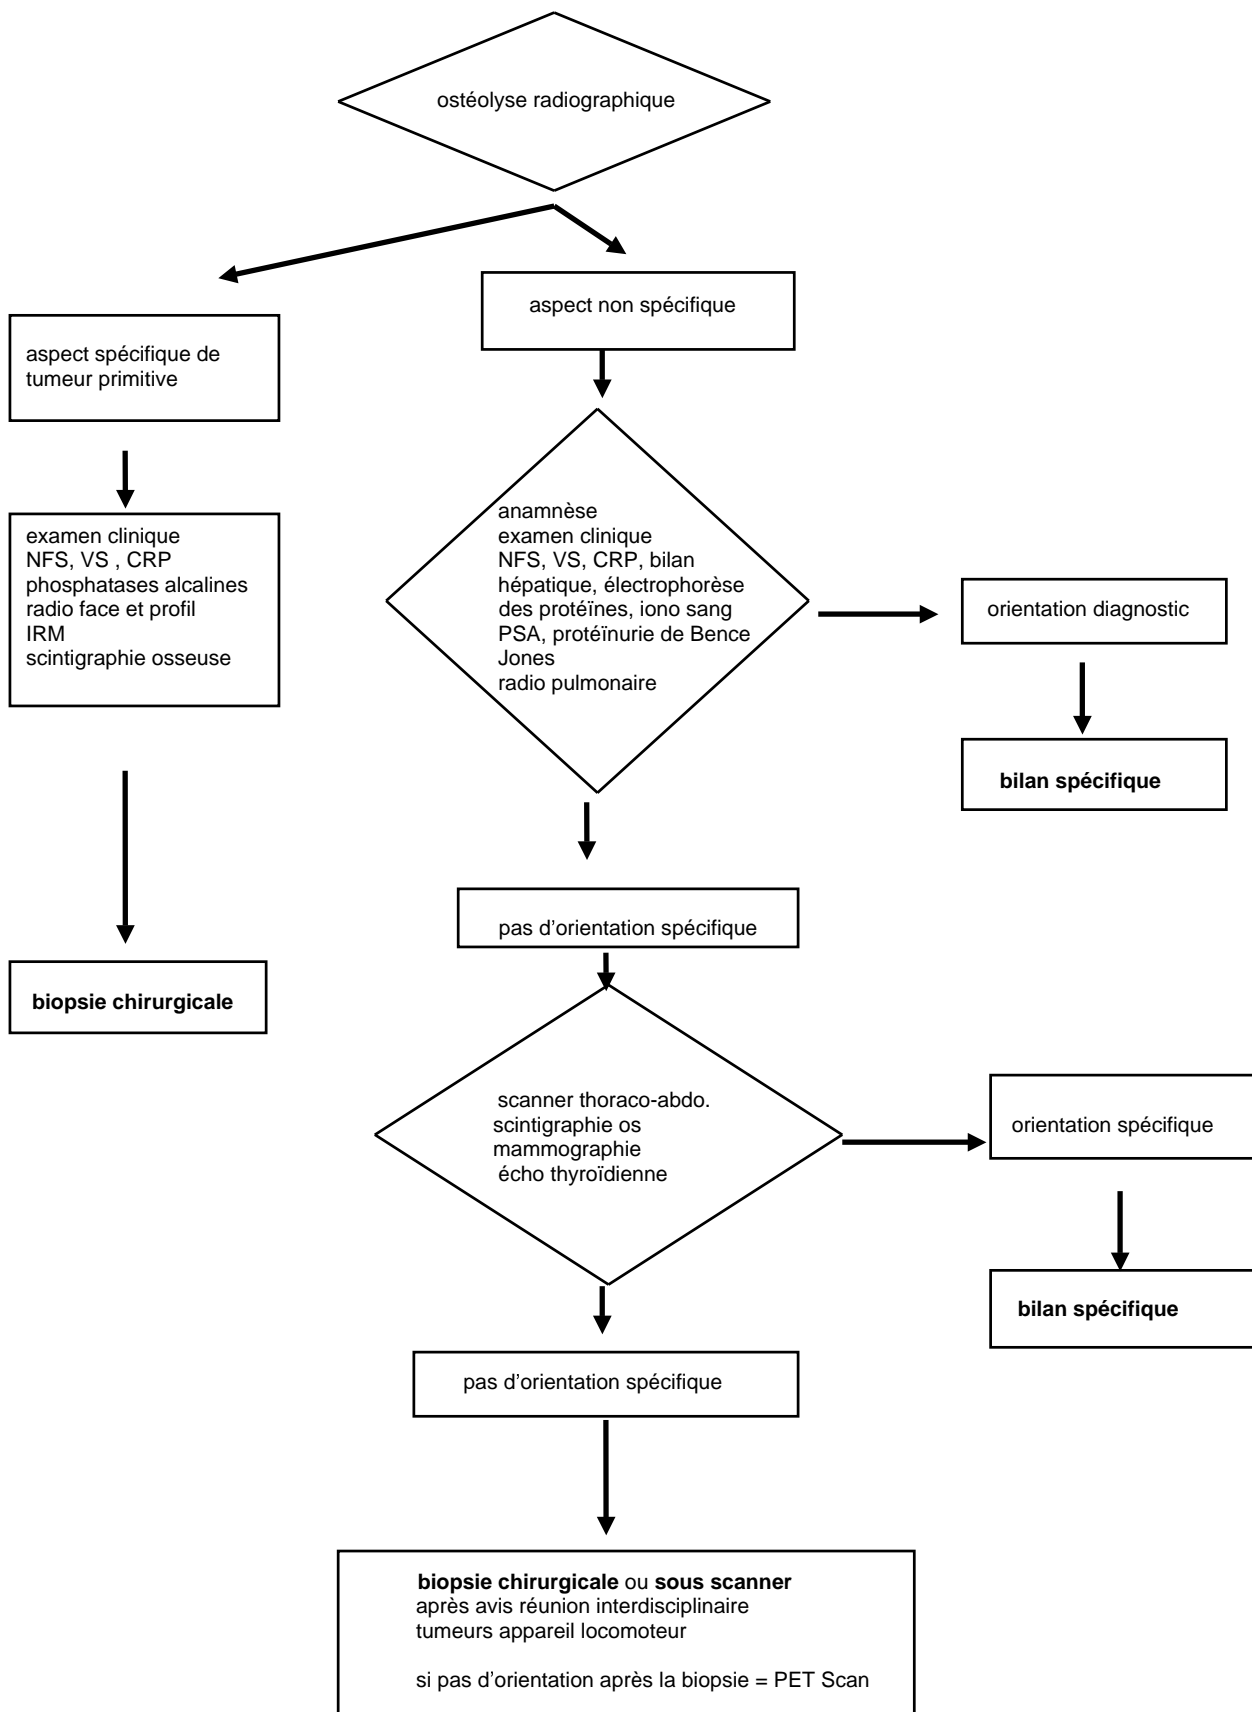 ostéolyse radiographique
aspect non spécifique
aspect spécifique de
tumeur primitive
examen clinique
NFS, VS , CRP
phosphatases alcalines
radio face et profil
IRM
scintigraphie osseuse
biopsie chirurgicale
anamnèse
examen clinique
NFS, VS, CRP, bilan
hépatique, électrophorèse
des protéïnes, iono sang
PSA, protéïnurie de Bence
Jones
radio pulmonaire
orientation diagnostic
bilan spécifique
pas d'orientation spécifique
scanner thoraco-abdo.
scintigraphie os
mammographie
écho thyroïdienne
orientation spécifique
bilan spécifique
pas d'orientation spécifique
biopsie chirurgicale ou sous scanner
après avis réunion interdisciplinaire
tumeurs appareil locomoteur
si pas d'orientation après la biopsie = PET Scan